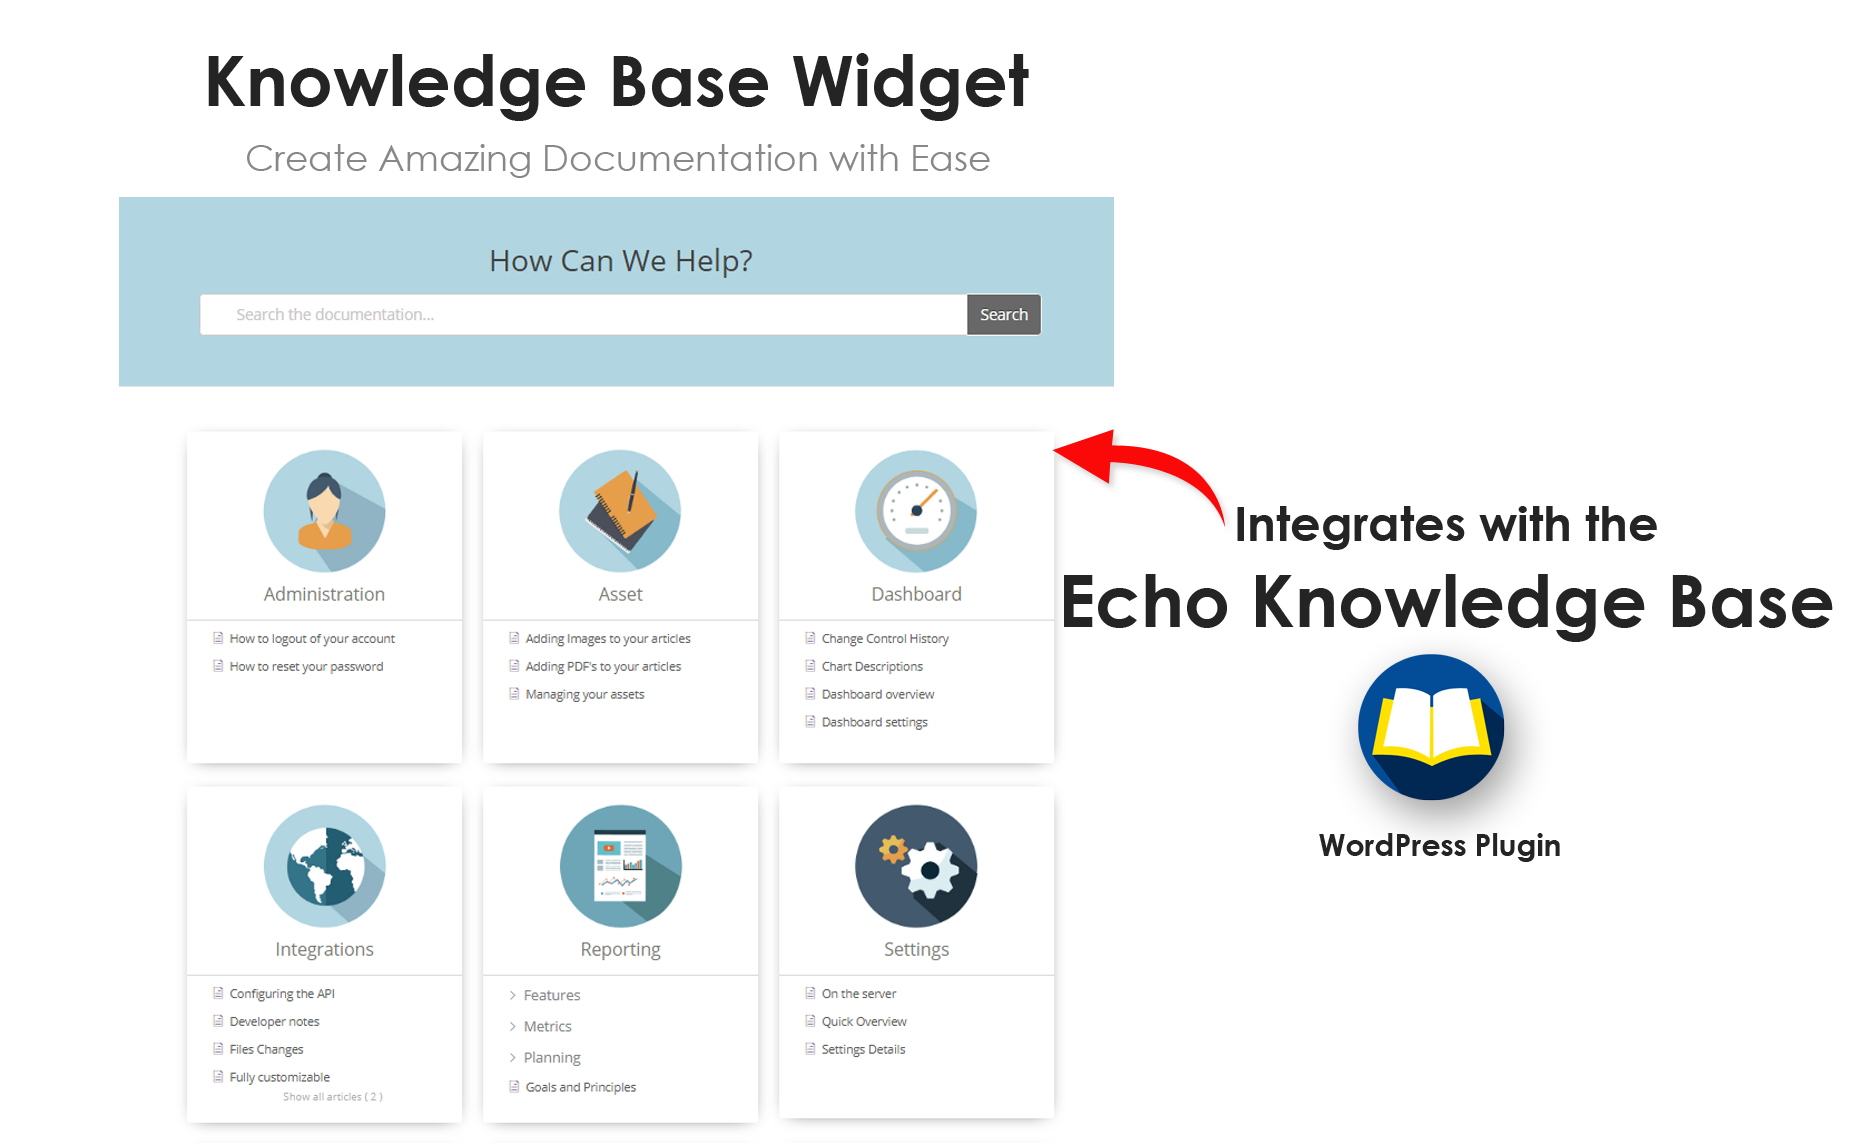 Knowledge Base Widget
Create Amazing Documentation with Ease
How Can We Help?
Search the documentation...
Search
Administration
How to logout of your account
How to reset your password
Asset
Adding Images to your articles
Adding PDF's to your articles
Managing your assets
Dashboard
Change Control History
Chart Descriptions
Dashboard overview
Dashboard settings
Integrates with the
Echo Knowledge Base
WordPress Plugin
Integrations
Configuring the API
Developer notes
Files Changes
Fully customizable
Show all articles ( 2 )
Reporting
Features
Metrics
Planning
Goals and Principles
Settings
On the server
Quick Overview
Settings Details